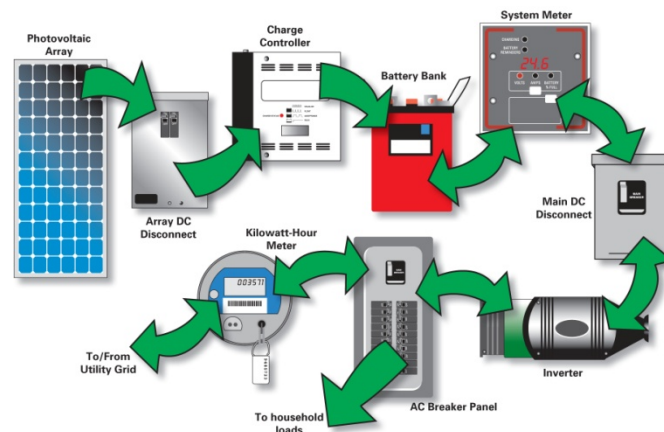 Photovoltaic
Array
Charge
Controller
System Meter
Battery Bank
24.6
Array DC
Disconnect
Main DC
Disconnect
Kilowatt-Hour
Meter
003571
To/From
Utility Grid
Inverter
AC Breaker Panel
To household
loads